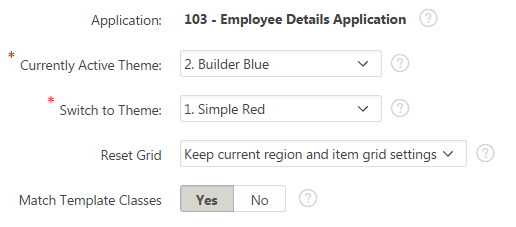 Application: 103 - Employee Details Application ?
* Currently Active Theme: 2. Builder Blue ?
* Switch to Theme: 1. Simple Red ?
Reset Grid Keep current region and item grid settings ?
Match Template Classes Yes No ?